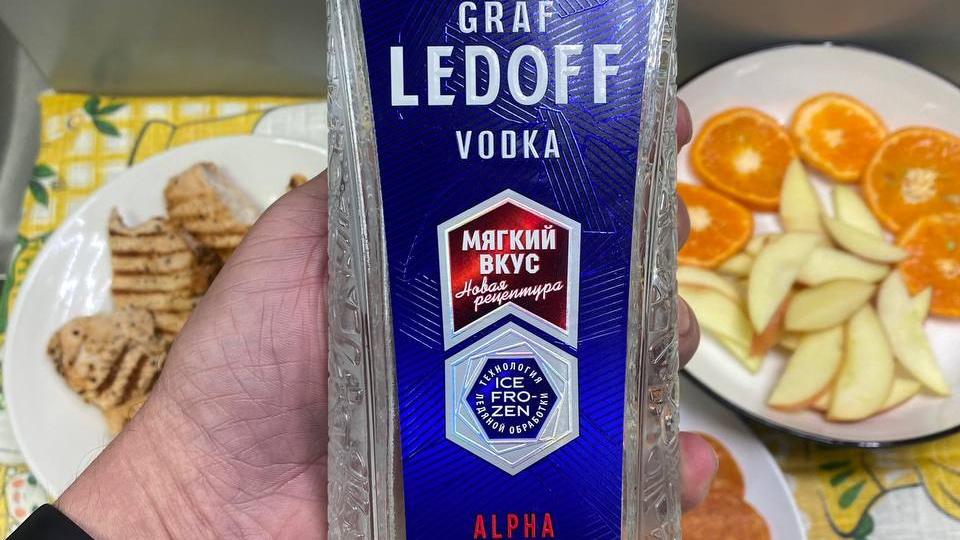 GRAF
LEDOFF
VODKA
МЯГКИЙ
ВКУС
Новая
рецептура
ТЕХНОЛОГИЯ
ICE
FRO-
ZEN
ЛЕДЯНОЙ ОБРАБОТКИ
ALPHA